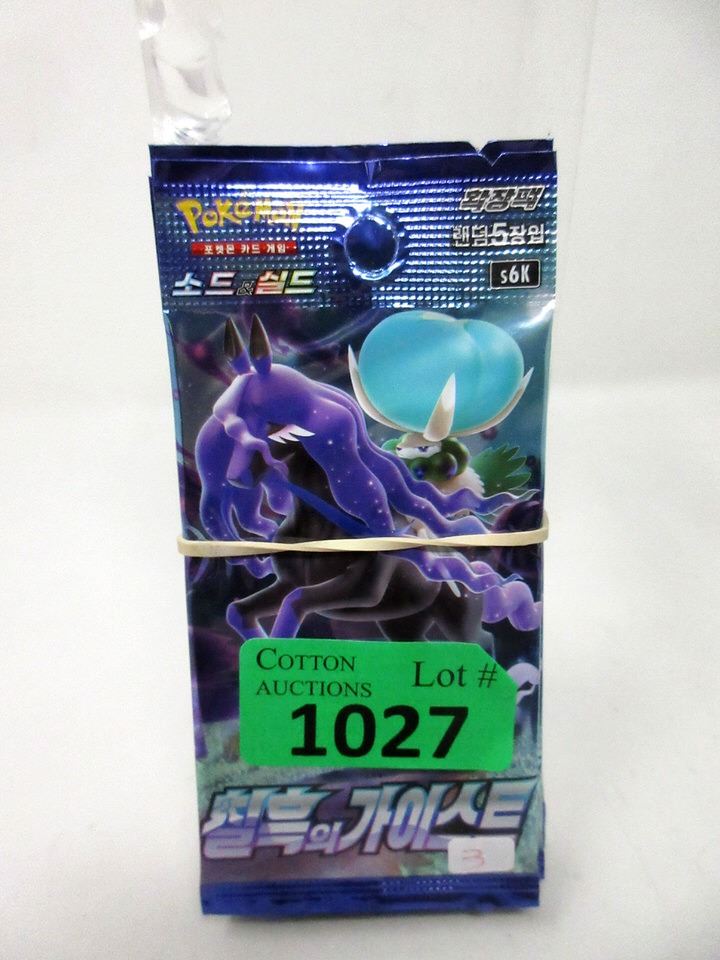 POKéMON
확장팩
포켓몬 카드 게임
랜덤5장입
소드&실드
s6K
COTTON
AUCTIONS
Lot #
1027
칠흑의 가이스트
3